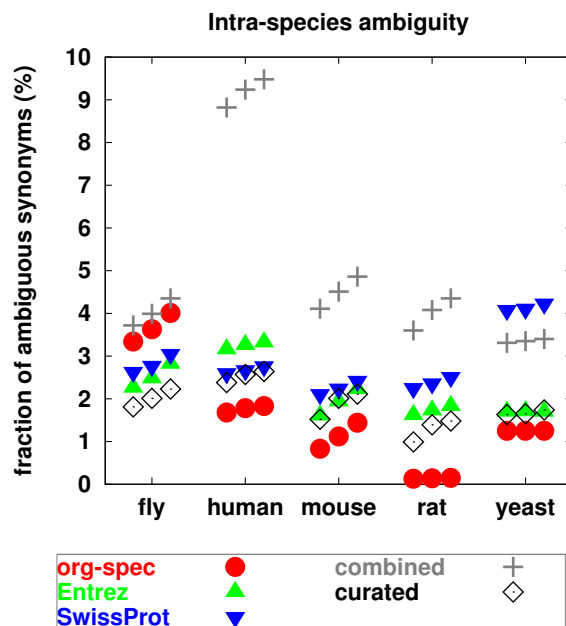 Intra-species ambiguity
fraction of ambiguous synonyms (%)
10
9
8
7
6
5
4
3
2
1
0
fly human mouse rat yeast
org-spec combined
Entrez curated
SwissProt